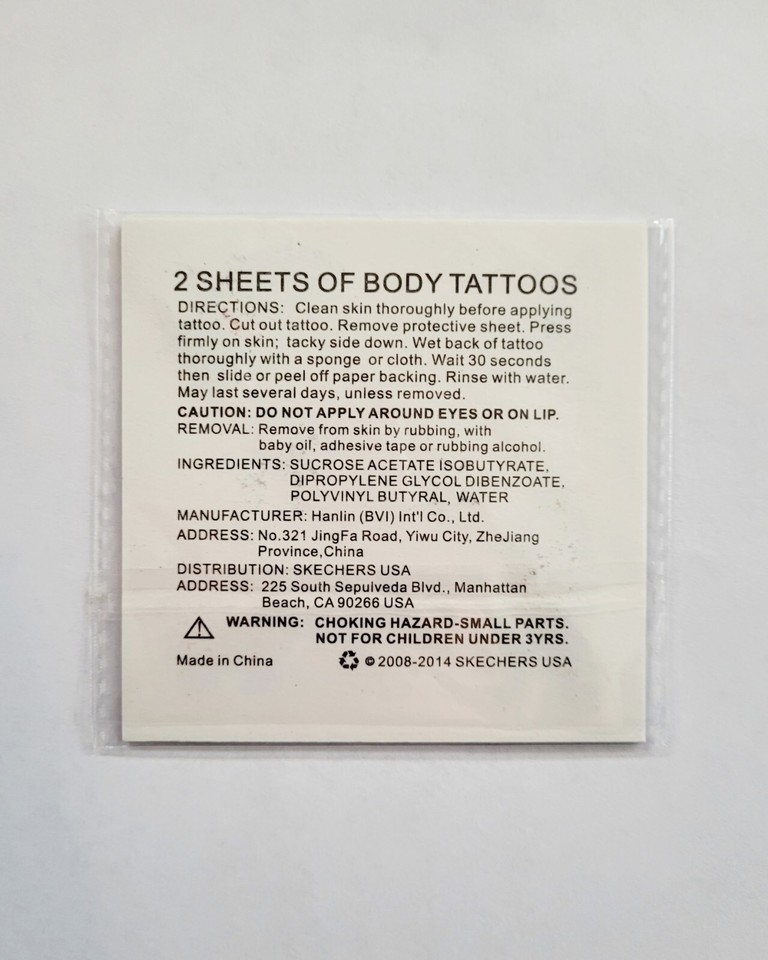 2 SHEETS OF BODY TATTOOS
DIRECTIONS: Clean skin thoroughly before applying
tattoo. Cut out tattoo. Remove protective sheet. Press
firmly on skin; tacky side down. Wet back of tattoo
thoroughly with a sponge or cloth. Wait 30 seconds
then slide or peel off paper backing. Rinse with water.
May last several days, unless removed.
CAUTION: DO NOT APPLY AROUND EYES OR ON LIP.
REMOVAL: Remove from skin by rubbing, with
baby oil, adhesive tape or rubbing alcohol.
INGREDIENTS: SUCROSE ACETATE ISOBUTYRATE,
DIPROPYLENE GLYCOL DIBENZOATE,
POLYVINYL BUTYRAL, WATER
MANUFACTURER: Hanlin (BVI) Int'l Co., Ltd.
ADDRESS: No.321 JingFa Road, Yiwu City, ZheJiang
Province,China
DISTRIBUTION: SKECHERS USA
ADDRESS: 225 South Sepulveda Blvd., Manhattan
Beach, CA 90266 USA
WARNING: CHOKING HAZARD-SMALL PARTS.
NOT FOR CHILDREN UNDER 3YRS.
Made in China © 2008-2014 SKECHERS USA